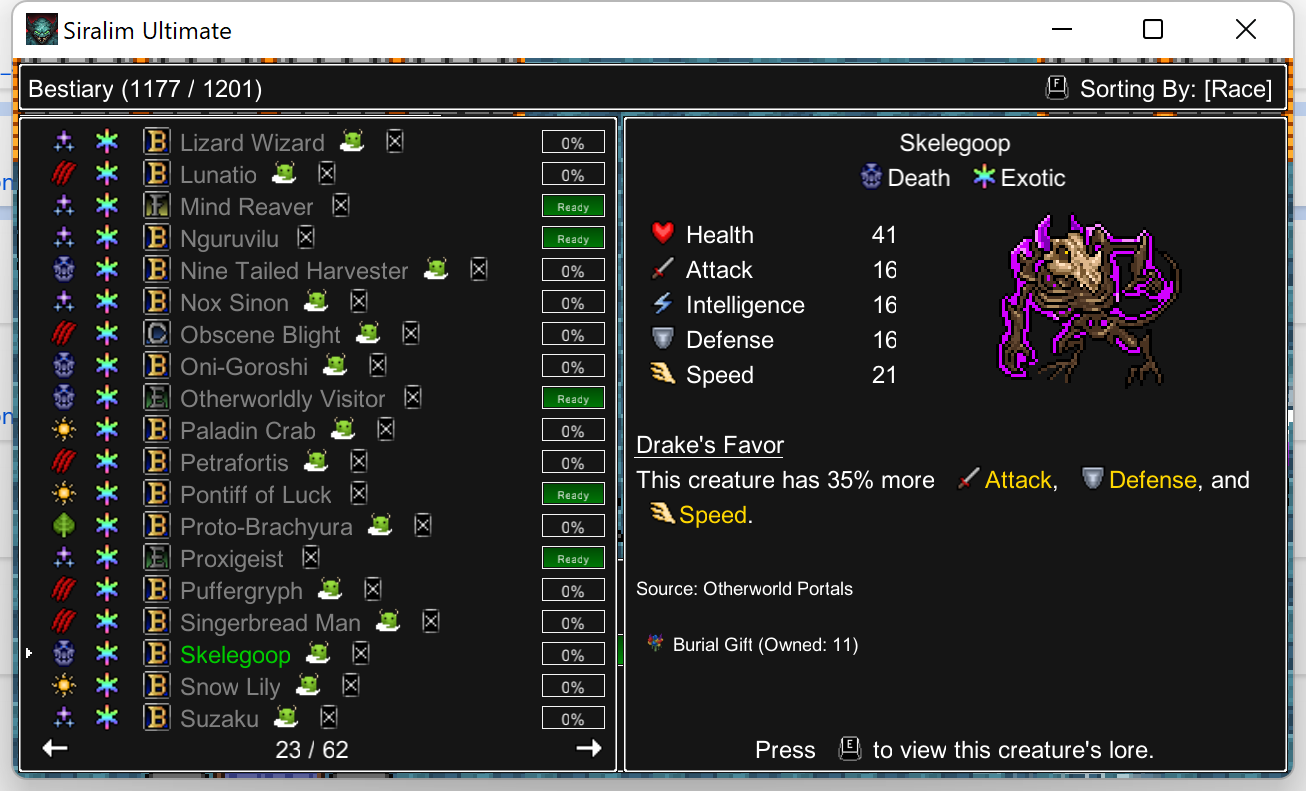 Siralim Ultimate
Bestiary (1177 / 1201)
F Sorting By: [Race]
B Lizard Wizard 0%
B Lunatio 0%
F Mind Reaver Ready
B Nguruvilu Ready
B Nine Tailed Harvester 0%
B Nox Sinon 0%
C Obscene Blight 0%
B Oni-Goroshi 0%
E Otherworldly Visitor Ready
B Paladin Crab 0%
B Petrafortis 0%
B Pontiff of Luck Ready
B Proto-Brachyura 0%
E Proxigeist Ready
B Puffergryph 0%
B Singerbread Man 0%
B Skelegoop 0%
B Snow Lily 0%
B Suzaku 0%
23 / 62
Skelegoop
Death Exotic
Health 41
Attack 16
Intelligence 16
Defense 16
Speed 21
Drake's Favor
This creature has 35% more Attack, Defense, and
Speed.
Source: Otherworld Portals
Burial Gift (Owned: 11)
Press E to view this creature's lore.